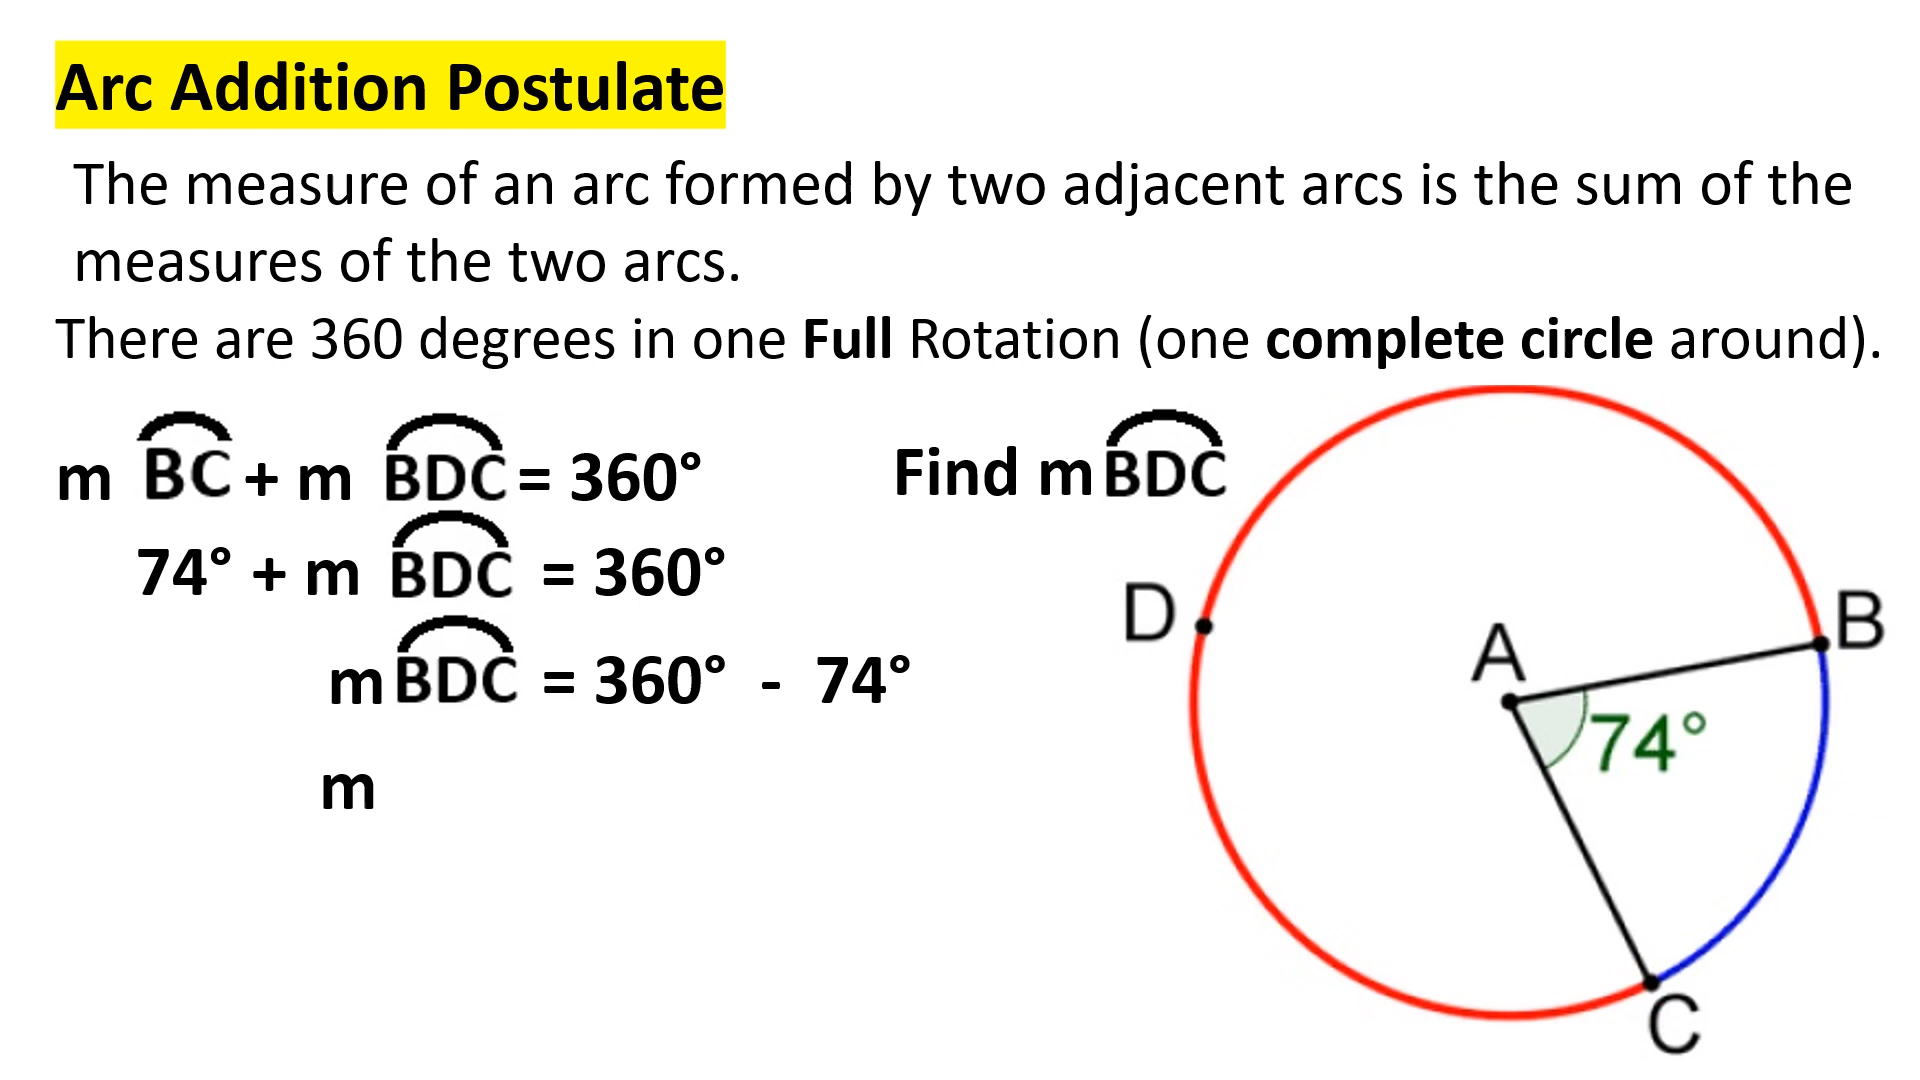 Arc Addition Postulate
The measure of an arc formed by two adjacent arcs is the sum of the
measures of the two arcs.
There are 360 degrees in one Full Rotation (one complete circle around).
m BC + m BDC = 360°
Find m BDC
74° + m BDC = 360°
m BDC = 360° - 74°
m
D
A
B
74°
C